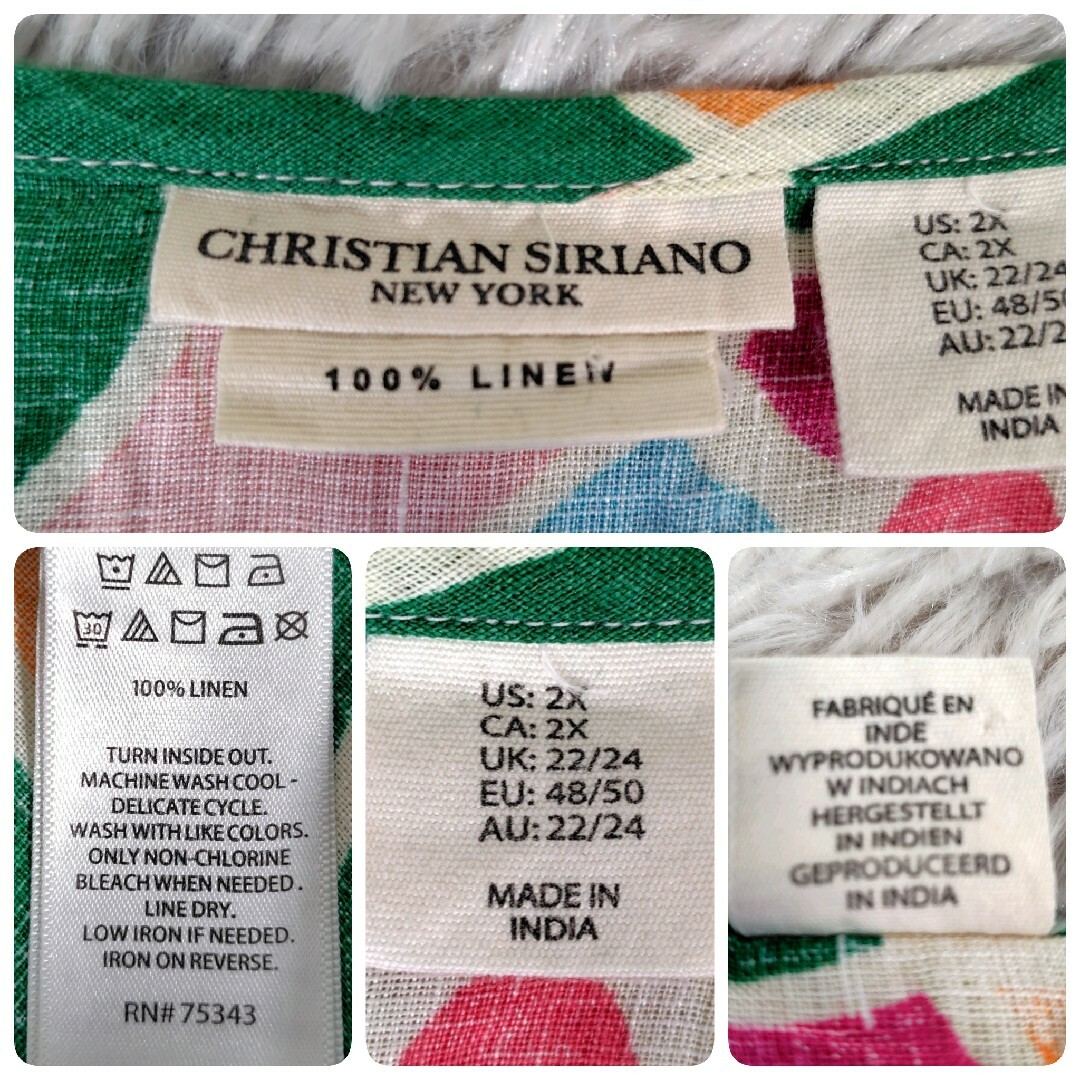 CHRISTIAN SIRIANO
NEW YORK
100% LINEN
US: 2X
CA: 2X
UK: 22/24
EU: 48/50
AU: 22/2
MADE IN
INDIA
30
100% LINEN
TURN INSIDE OUT.
MACHINE WASH COOL -
DELICATE CYCLE.
WASH WITH LIKE COLORS.
ONLY NON-CHLORINE
BLEACH WHEN NEEDED.
LINE DRY.
LOW IRON IF NEEDED.
IRON ON REVERSE.
RN# 75343
US: 2X
CA: 2X
UK: 22/24
EU: 48/50
AU: 22/24
MADE IN
INDIA
FABRIQUÉ EN
INDE
WYPRODUKOWANO
W INDIACH
HERGESTELLT
IN INDIEN
GEPRODUCEERD
IN INDIA